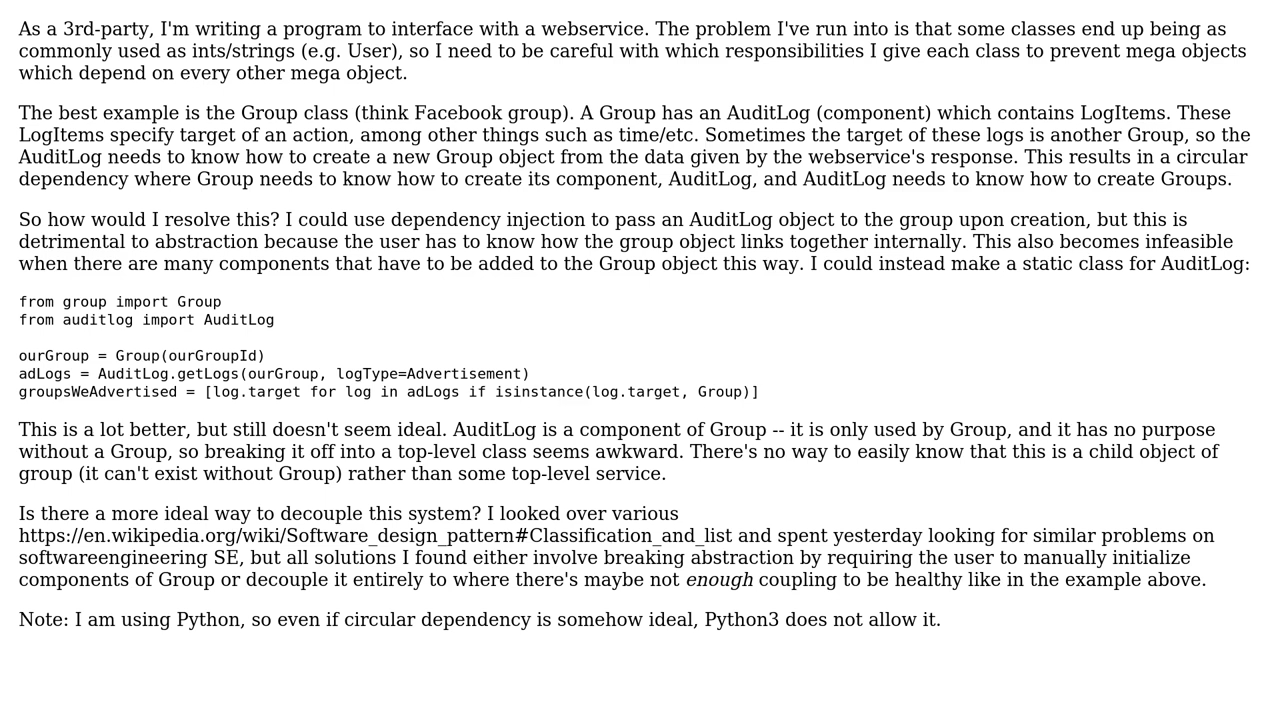 As a 3rd-party, I'm writing a program to interface with a webservice. The problem I've run into is that some classes end up being as
commonly used as ints/strings (e.g. User), so I need to be careful with which responsibilities I give each class to prevent mega objects
which depend on every other mega object.
The best example is the Group class (think Facebook group). A Group has an AuditLog (component) which contains LogItems. These
LogItems specify target of an action, among other things such as time/etc. Sometimes the target of these logs is another Group, so the
AuditLog needs to know how to create a new Group object from the data given by the webservice's response. This results in a circular
dependency where Group needs to know how to create its component, AuditLog, and AuditLog needs to know how to create Groups.
So how would I resolve this? I could use dependency injection to pass an AuditLog object to the group upon creation, but this is
detrimental to abstraction because the user has to know how the group object links together internally. This also becomes infeasible
when there are many components that have to be added to the Group object this way. I could instead make a static class for AuditLog:
from group import Group
from auditlog import AuditLog
ourGroup = Group(ourGroupId)
adLogs = AuditLog.getLogs(ourGroup, logType=Advertisement)
groupsWeAdvertised = [log.target for log in adLogs if isinstance(log.target, Group)]
This is a lot better, but still doesn't seem ideal. AuditLog is a component of Group -- it is only used by Group, and it has no purpose
without a Group, so breaking it off into a top-level class seems awkward. There's no way to easily know that this is a child object of
group (it can't exist without Group) rather than some top-level service.
Is there a more ideal way to decouple this system? I looked over various
https://en.wikipedia.org/wiki/Software_design_pattern#Classification_and_list and spent yesterday looking for similar problems on
softwareengineering SE, but all solutions I found either involve breaking abstraction by requiring the user to manually initialize
components of Group or decouple it entirely to where there's maybe not enough coupling to be healthy like in the example above.
Note: I am using Python, so even if circular dependency is somehow ideal, Python3 does not allow it.